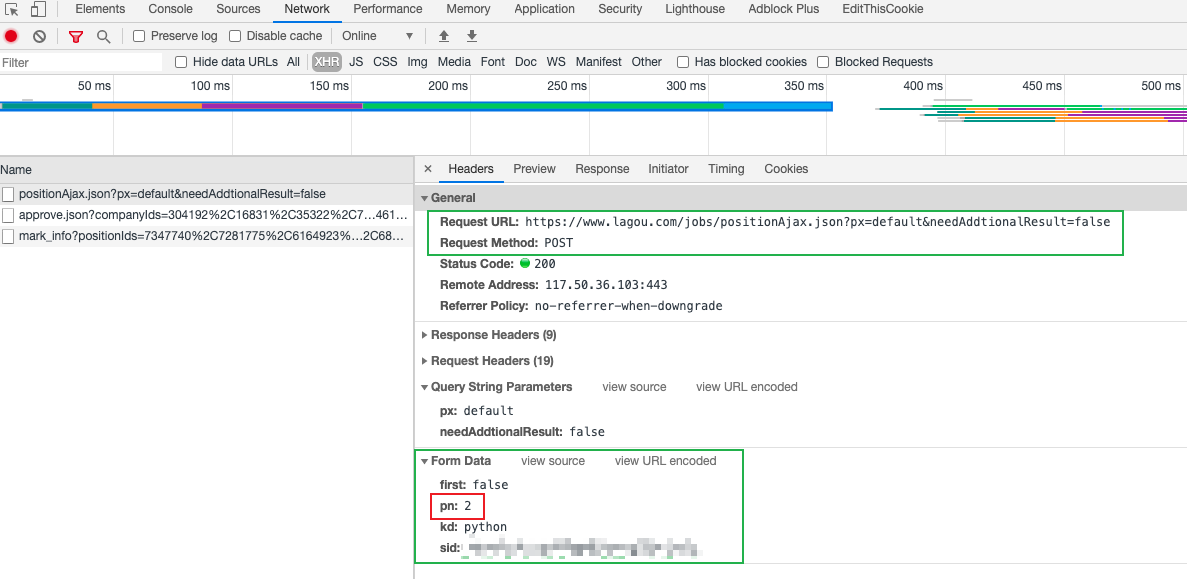 Elements Console Sources Network Performance Memory Application Security Lighthouse Adblock Plus EditThisCookie
Preserve log Disable cache Online
Filter Hide data URLs All XHR JS CSS Img Media Font Doc WS Manifest Other Has blocked cookies Blocked Requests
50 ms 100 ms 150 ms 200 ms 250 ms 300 ms 350 ms 400 ms 450 ms 500 ms
Name
positionAjax.json?px=default&needAddtionalResult=false
approve.json?companyIds=304192%2C16831%2C35322%2C7…461…
mark_info?positionIds=7347740%2C7281775%2C6164923%…2C68…
× Headers Preview Response Initiator Timing Cookies
General
Request URL: https://www.lagou.com/jobs/positionAjax.json?px=default&needAddtionalResult=false
Request Method: POST
Status Code: 200
Remote Address: 117.50.36.103:443
Referrer Policy: no-referrer-when-downgrade
Response Headers (9)
Request Headers (19)
Query String Parameters view source view URL encoded
px: default
needAddtionalResult: false
Form Data view source view URL encoded
first: false
pn: 2
kd: python
sid: